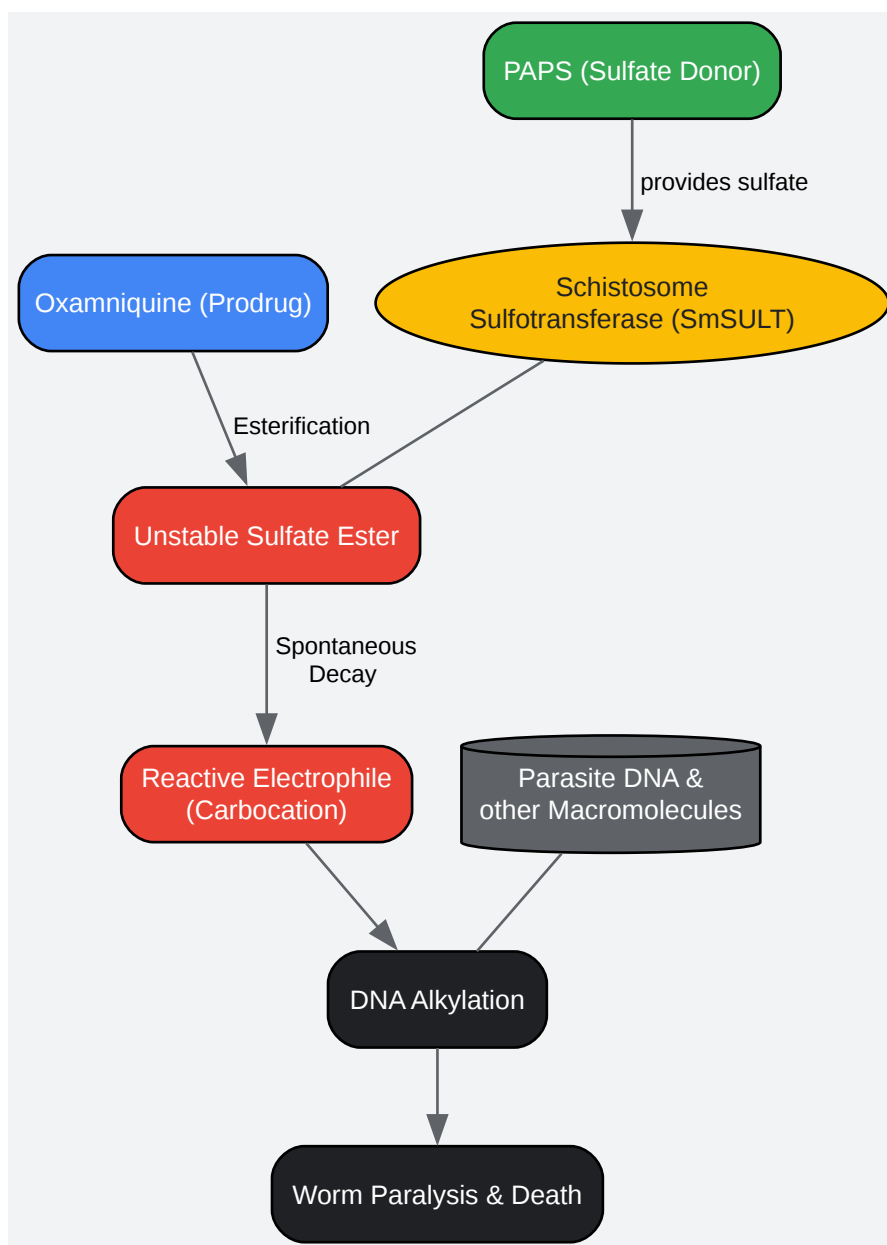 PAPS (Sulfate Donor)
provides sulfate
Oxamniquine (Prodrug)
Schistosome
Sulfotransferase (SmSULT)
Esterification
Unstable Sulfate Ester
Spontaneous
Decay
Reactive Electrophile
(Carbocation)
Parasite DNA &
other Macromolecules
DNA Alkylation
Worm Paralysis & Death